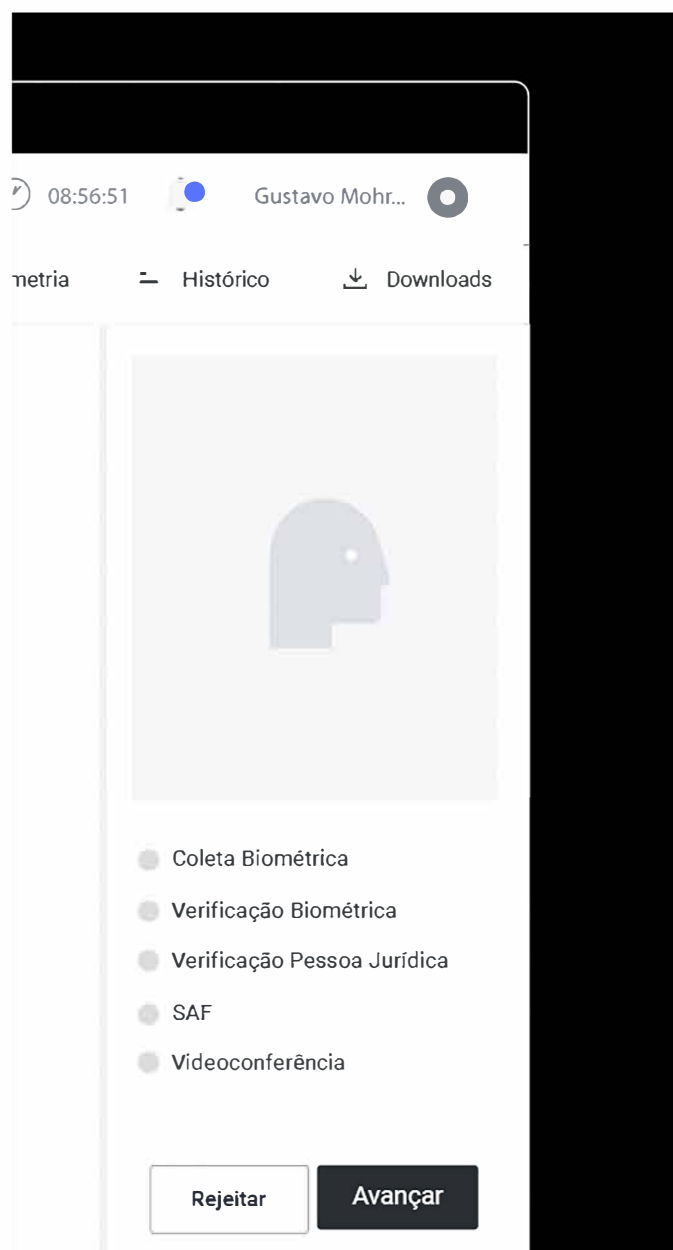 08:56:51 Gustavo Mohr...
metria Histórico Downloads
Coleta Biométrica
Verificação Biométrica
Verificação Pessoa Jurídica
SAF
Videoconferência
Rejeitar Avançar